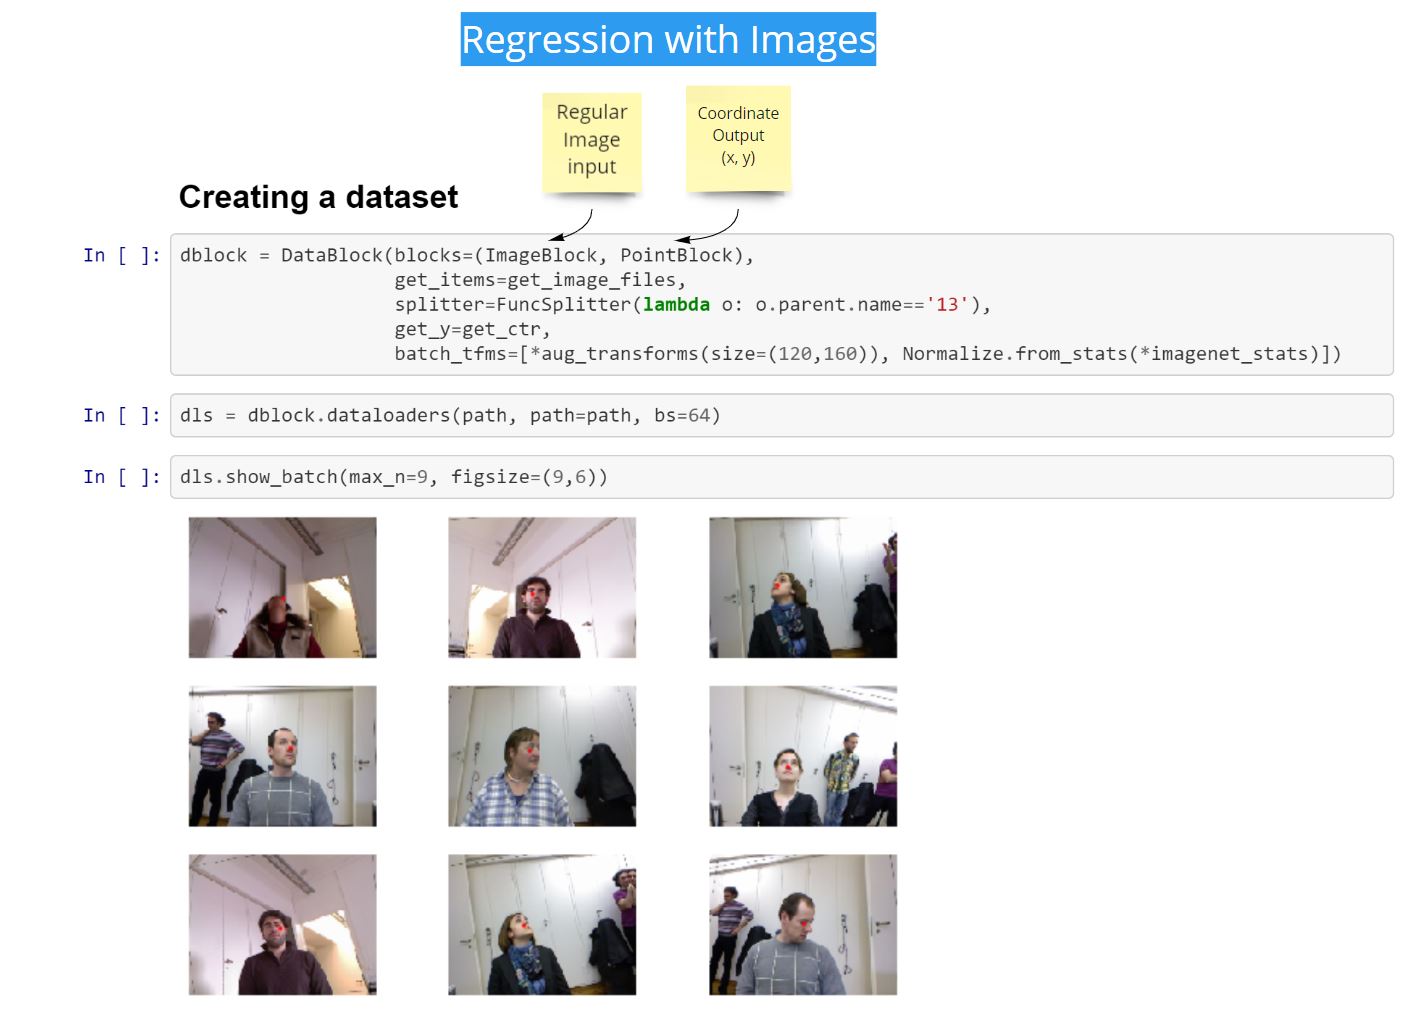 Regression with Images
Regular
Image
input
Coordinate
Output
(x, y)
Creating a dataset
In [ ]: dblock = DataBlock(blocks=(ImageBlock, PointBlock),
get_items=get_image_files,
splitter=FuncSplitter(lambda o: o.parent.name=='13'),
get_y=get_ctr,
batch_tfms=[*aug_transforms(size=(120,160)), Normalize.from_stats(*imagenet_stats)])
In [ ]: dls = dblock.dataloaders(path, path=path, bs=64)
In [ ]: dls.show_batch(max_n=9, figsize=(9,6))